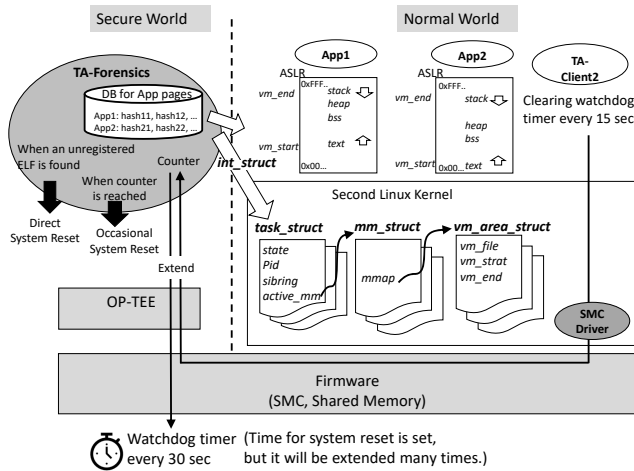 Secure World
Normal World
TA-Forensics
DB for App pages
App1: hash11, hash12, ...
App2: hash21, hash22, ...
When an unregistered
ELF is found
Counter
When counter
is reached
Direct
System Reset
Occasional
System Reset
Extend
OP-TEE
int_struct
App1
ASLR
0xFFF..
vm_end
stack
heap
bss
vm_start
text
0x00...
App2
ASLR
0xFFF..
vm_end
stack
heap
bss
vm_start
text
0x00...
TA-
Client2
Clearing watchdog
timer every 15 sec
Second Linux Kernel
task_struct
state
Pid
sibring
active_mm
mm_struct
mmap
vm_area_struct
vm_file
vm_strat
vm_end
SMC
Driver
Firmware
(SMC, Shared Memory)
Watchdog timer
every 30 sec
(Time for system reset is set,
but it will be extended many times.)